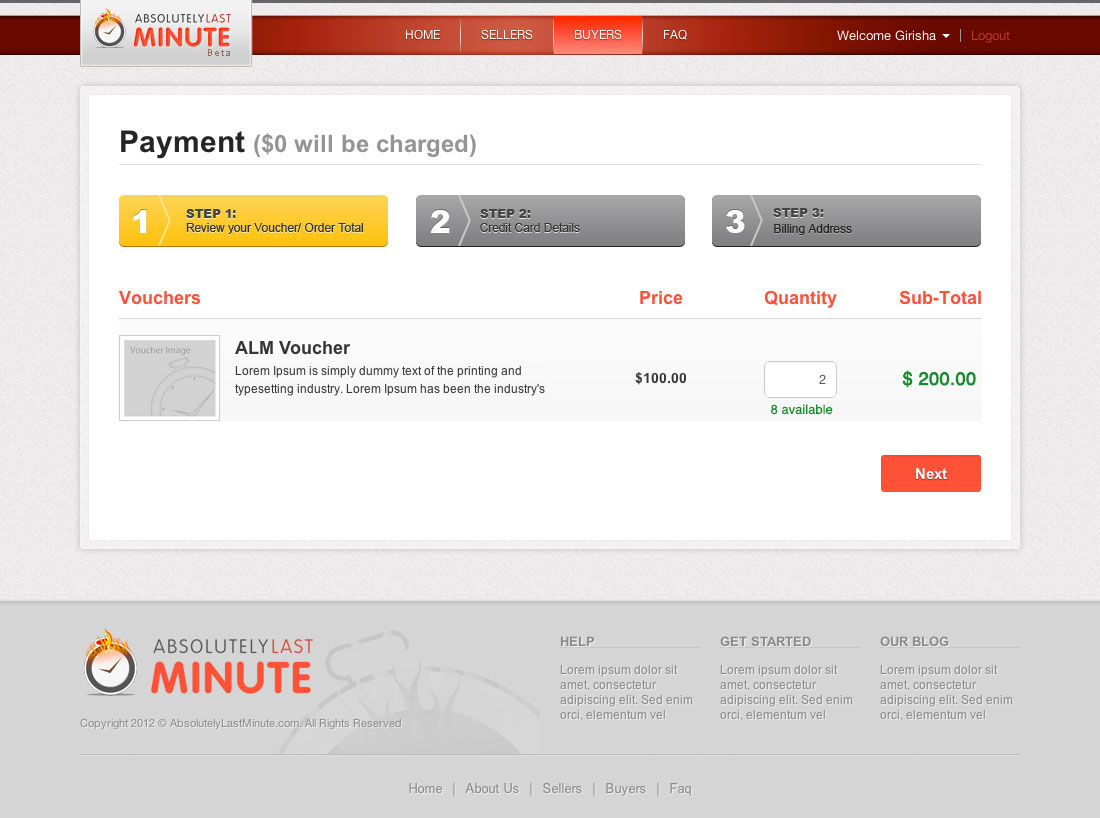 ABSOLUTELYLAST
MINUTE
Beta
HOME SELLERS BUYERS FAQ
Welcome Girisha | Logout
Payment ($0 will be charged)
1 STEP 1:
Review your Voucher/ Order Total
2 STEP 2:
Credit Card Details
3 STEP 3:
Billing Address
Vouchers Price Quantity Sub-Total
Voucher Image
ALM Voucher
Lorem Ipsum is simply dummy text of the printing and
typesetting industry. Lorem Ipsum has been the industry's
$100.00
2
8 available
$ 200.00
Next
ABSOLUTELYLAST
MINUTE
Copyright 2012 © AbsolutelyLastMinute.com. All Rights Reserved
HELP
Lorem ipsum dolor sit
amet, consectetur
adipiscing elit. Sed enim
orci, elementum vel
GET STARTED
Lorem ipsum dolor sit
amet, consectetur
adipiscing elit. Sed enim
orci, elementum vel
OUR BLOG
Lorem ipsum dolor sit
amet, consectetur
adipiscing elit. Sed enim
orci, elementum vel
Home | About Us | Sellers | Buyers | Faq